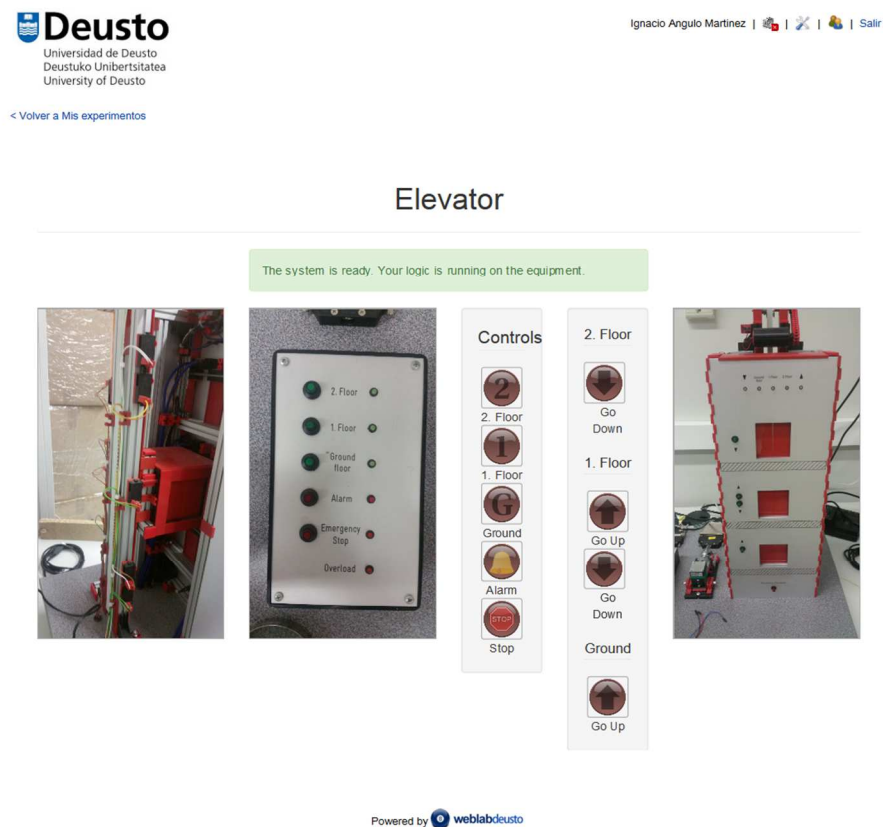 Deusto
Universidad de Deusto
Deustuko Unibertsitatea
University of Deusto
Ignacio Angulo Martinez | | | | Salir
< Volver a Mis experimentos
Elevator
The system is ready. Your logic is running on the equipment.
2. Floor
1. Floor
Ground
floor
Alarm
Emergency
Stop
Overload
Controls
2
2. Floor
1
1. Floor
G
Ground
Alarm
STOP
Stop
2. Floor
Go
Down
1. Floor
Go Up
Go
Down
Ground
Go Up
Powered by weblabdeusto